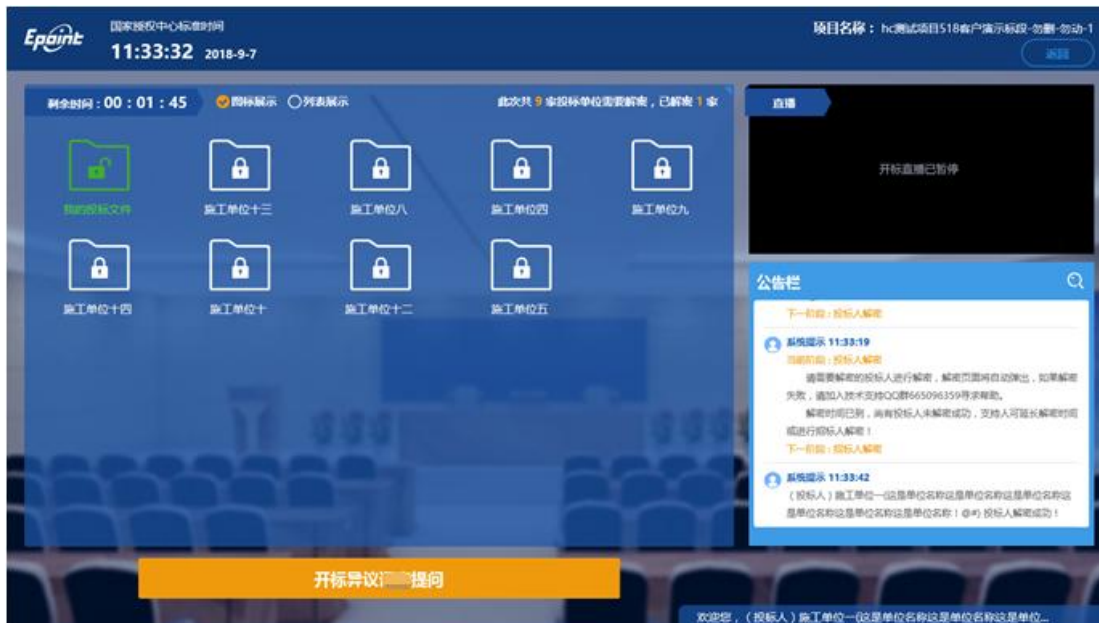 Epoint
国家授权中心标准时间
11:33:32 2018-9-7
项目名称：hc测试项目518客户演示标段-勿删-勿动-1
返回
剩余时间：00：01：45
图标展示 列表展示
此次共 9 家投标单位需要解密，已解密 1 家
我的投标文件
施工单位十三
施工单位八
施工单位四
施工单位九
施工单位十四
施工单位十
施工单位十二
施工单位五
直播
开标直播已暂停
公告栏
下一阶段：投标人解密
系统提示 11:33:19
当前阶段：投标人解密
请需要解密的投标人进行解密，解密页面将自动弹出，如果解密
失败，请加入技术支持QQ群665096359寻求帮助。
解密时间已到，尚有投标人未解密成功，支持人可延长解密时间
或进行招标人解密！
下一阶段：招标人解密
系统提示 11:33:42
（投标人）施工单位一(这是单位名称这是单位名称这是单位名称这
是单位名称这是单位名称这是单位名称！@#) 投标人解密成功！
开标异议 提问
欢迎您，（投标人）施工单位一(这是单位名称这是单位名称这是单位...